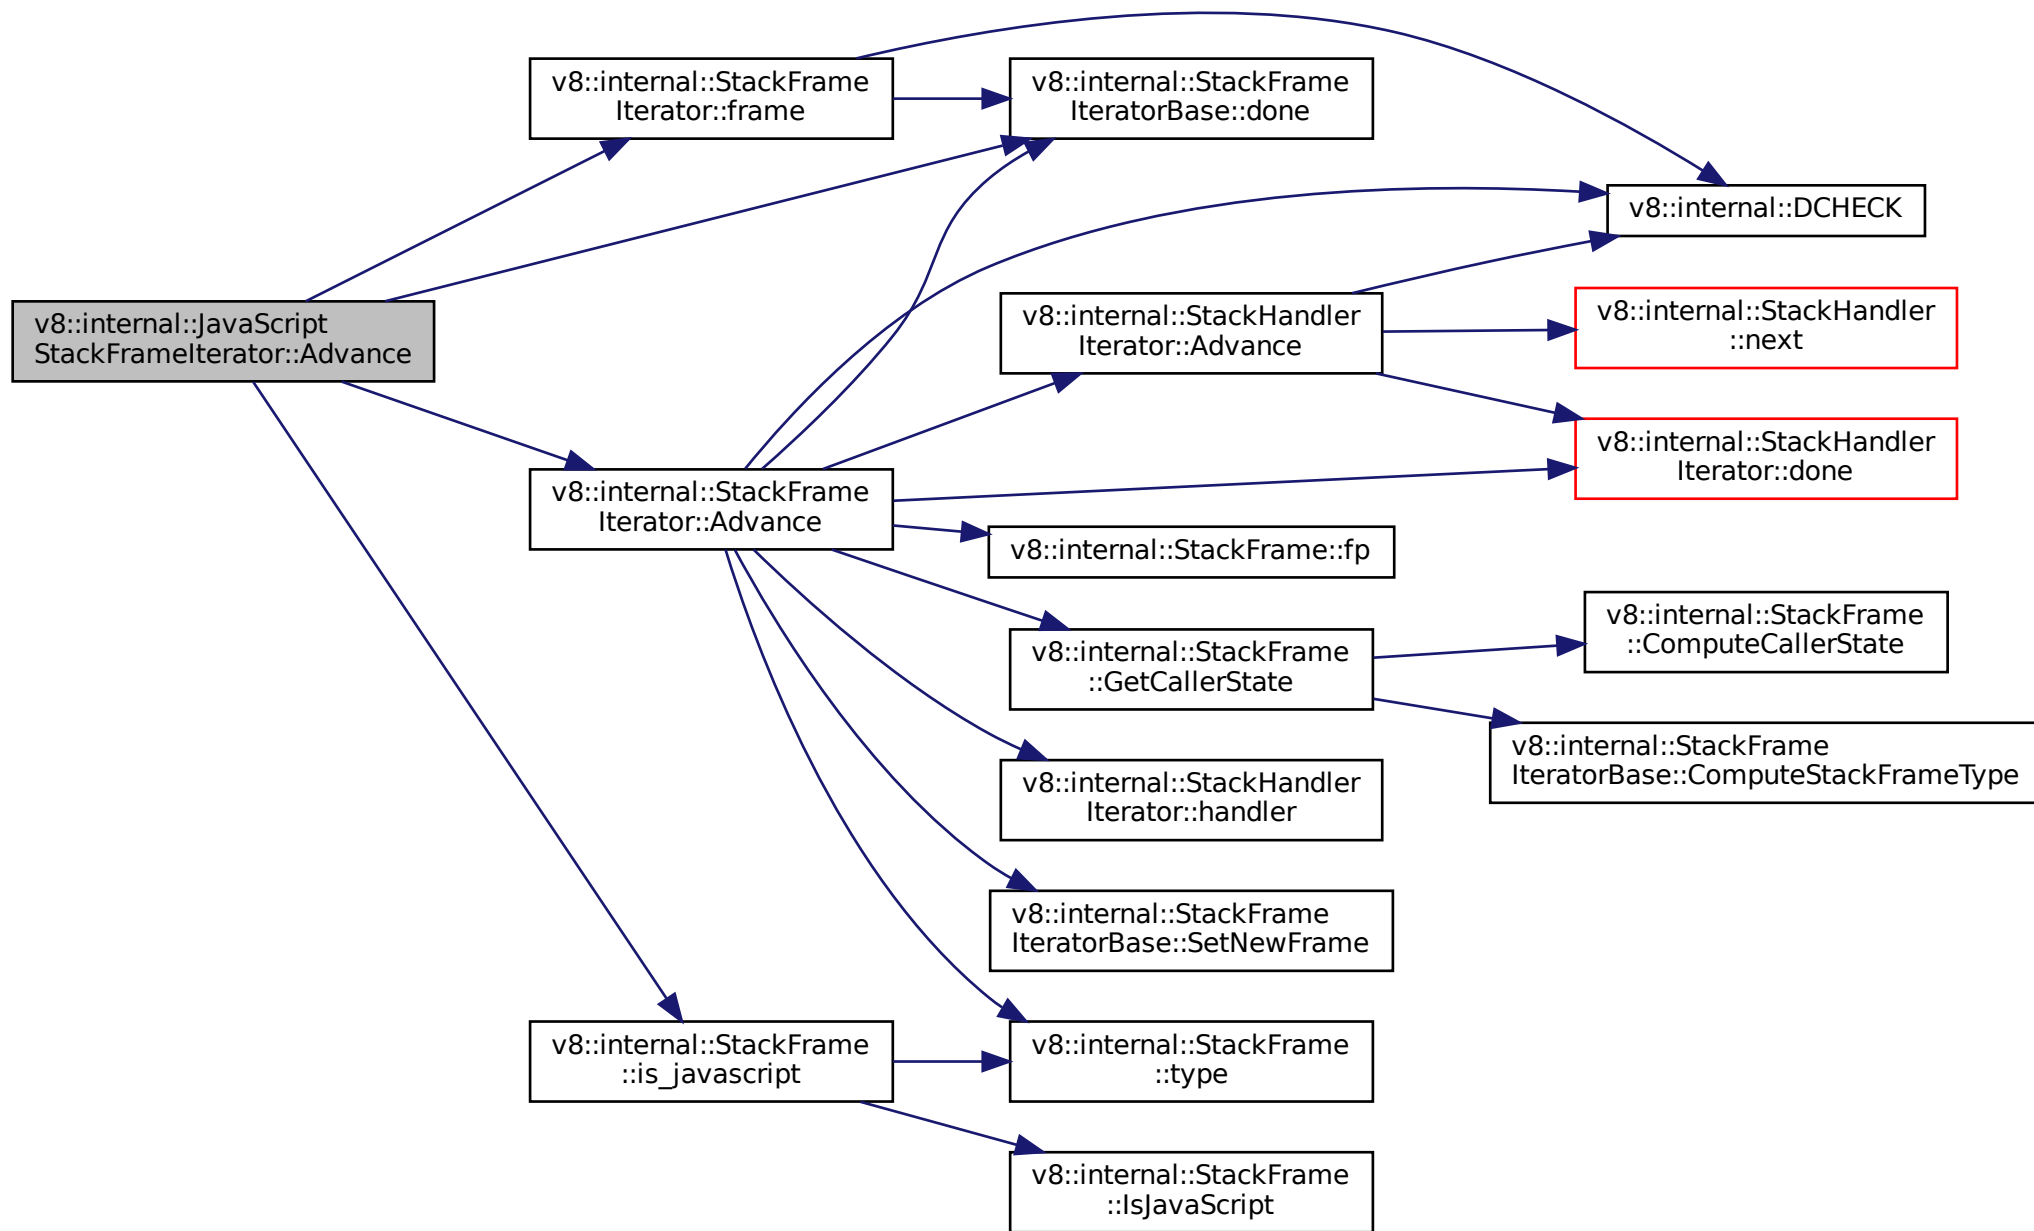 v8::internal::JavaScript
StackFrameIterator::Advance
v8::internal::StackFrame
Iterator::frame
v8::internal::StackFrame
IteratorBase::done
v8::internal::DCHECK
v8::internal::StackHandler
Iterator::Advance
v8::internal::StackHandler
::next
v8::internal::StackHandler
Iterator::done
v8::internal::StackFrame
Iterator::Advance
v8::internal::StackFrame::fp
v8::internal::StackFrame
::GetCallerState
v8::internal::StackFrame
::ComputeCallerState
v8::internal::StackFrame
IteratorBase::ComputeStackFrameType
v8::internal::StackHandler
Iterator::handler
v8::internal::StackFrame
IteratorBase::SetNewFrame
v8::internal::StackFrame
::is_javascript
v8::internal::StackFrame
::type
v8::internal::StackFrame
::IsJavaScript